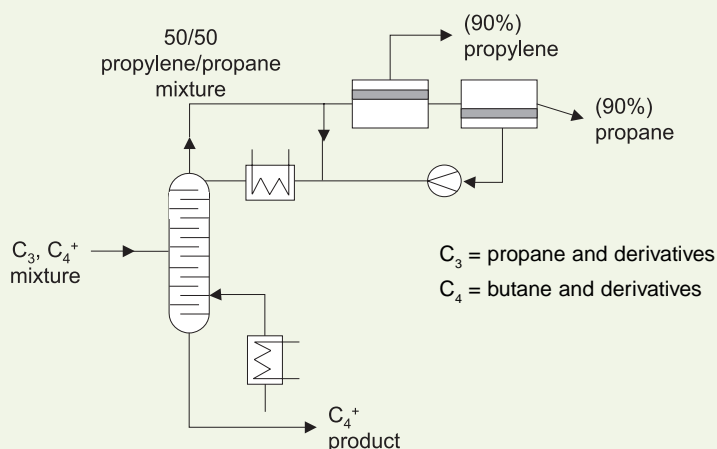 50/50
propylene/propane
mixture
(90%)
propylene
(90%)
propane
C₃, C₄⁺
mixture
C₃ = propane and derivatives
C₄ = butane and derivatives
C₄⁺
product